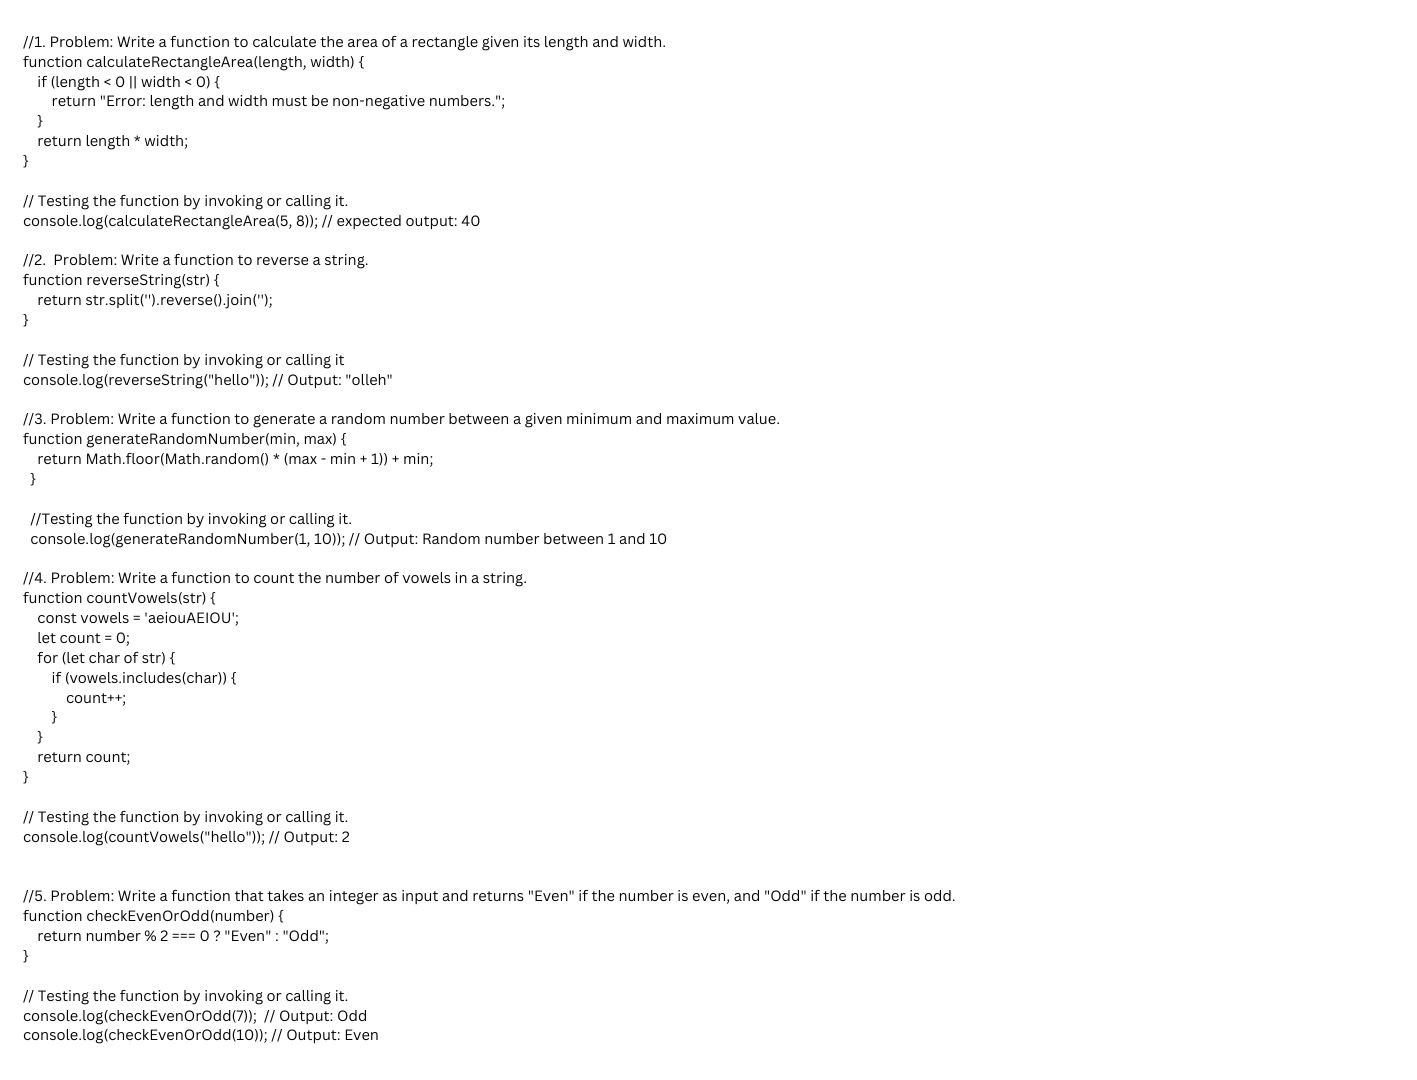 //1. Problem: Write a function to calculate the area of a rectangle given its length and width.
function calculateRectangleArea(length, width) {
    if (length < 0 || width < 0) {
        return "Error: length and width must be non-negative numbers.";
    }
    return length * width;
}

// Testing the function by invoking or calling it.
console.log(calculateRectangleArea(5, 8)); // expected output: 40

//2.  Problem: Write a function to reverse a string.
function reverseString(str) {
    return str.split('').reverse().join('');
}

// Testing the function by invoking or calling it
console.log(reverseString("hello")); // Output: "olleh"

//3. Problem: Write a function to generate a random number between a given minimum and maximum value.
function generateRandomNumber(min, max) {
    return Math.floor(Math.random() * (max - min + 1)) + min;
  }

  //Testing the function by invoking or calling it.
  console.log(generateRandomNumber(1, 10)); // Output: Random number between 1 and 10

//4. Problem: Write a function to count the number of vowels in a string.
function countVowels(str) {
    const vowels = 'aeiouAEIOU';
    let count = 0;
    for (let char of str) {
        if (vowels.includes(char)) {
            count++;
        }
    }
    return count;
}

// Testing the function by invoking or calling it.
console.log(countVowels("hello")); // Output: 2


//5. Problem: Write a function that takes an integer as input and returns "Even" if the number is even, and "Odd" if the number is odd.
function checkEvenOrOdd(number) {
    return number % 2 === 0 ? "Even" : "Odd";
}

// Testing the function by invoking or calling it.
console.log(checkEvenOrOdd(7));  // Output: Odd
console.log(checkEvenOrOdd(10)); // Output: Even